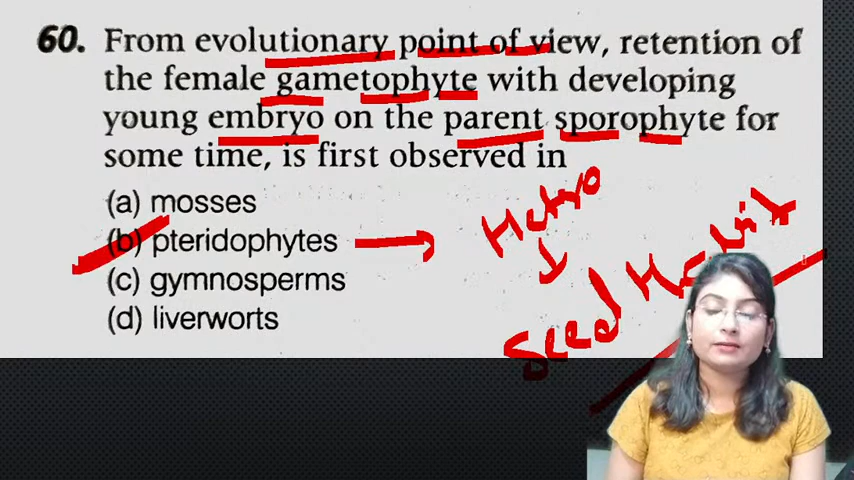 60. From evolutionary point of view, retention of
the female gametophyte with developing
young embryo on the parent sporophyte for
some time, is first observed in
(a) mosses
(b) pteridophytes
(c) gymnosperms
(d) liverworts
Hetero
Seed